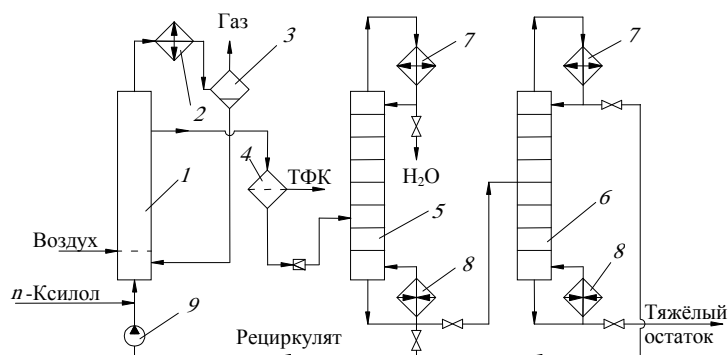 Газ
7
7
3
2
4
ТФК
1
H₂O
5
6
Воздух
8
8
п-Ксилол
9
Рециркулят
Тяжёлый
остаток